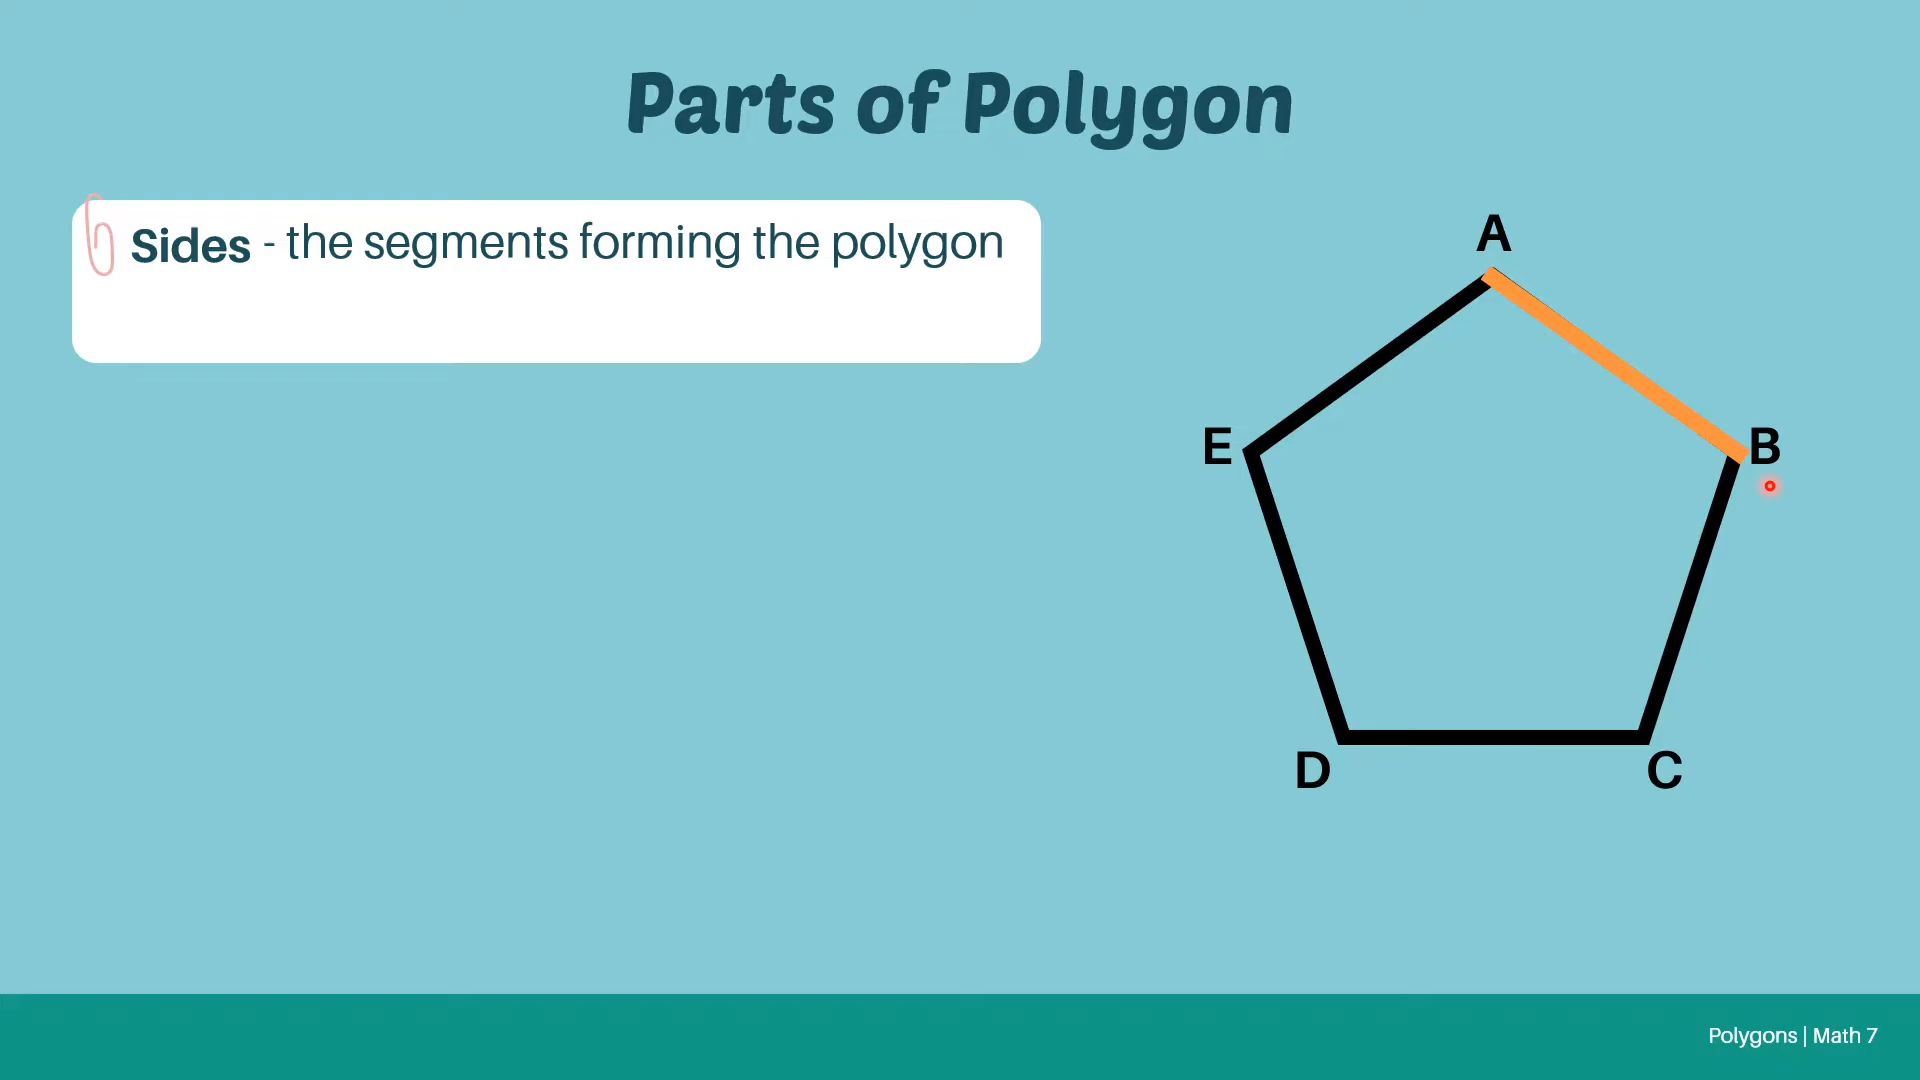 Parts of Polygon
Sides - the segments forming the polygon
A
E
B
D
C
Polygons | Math 7